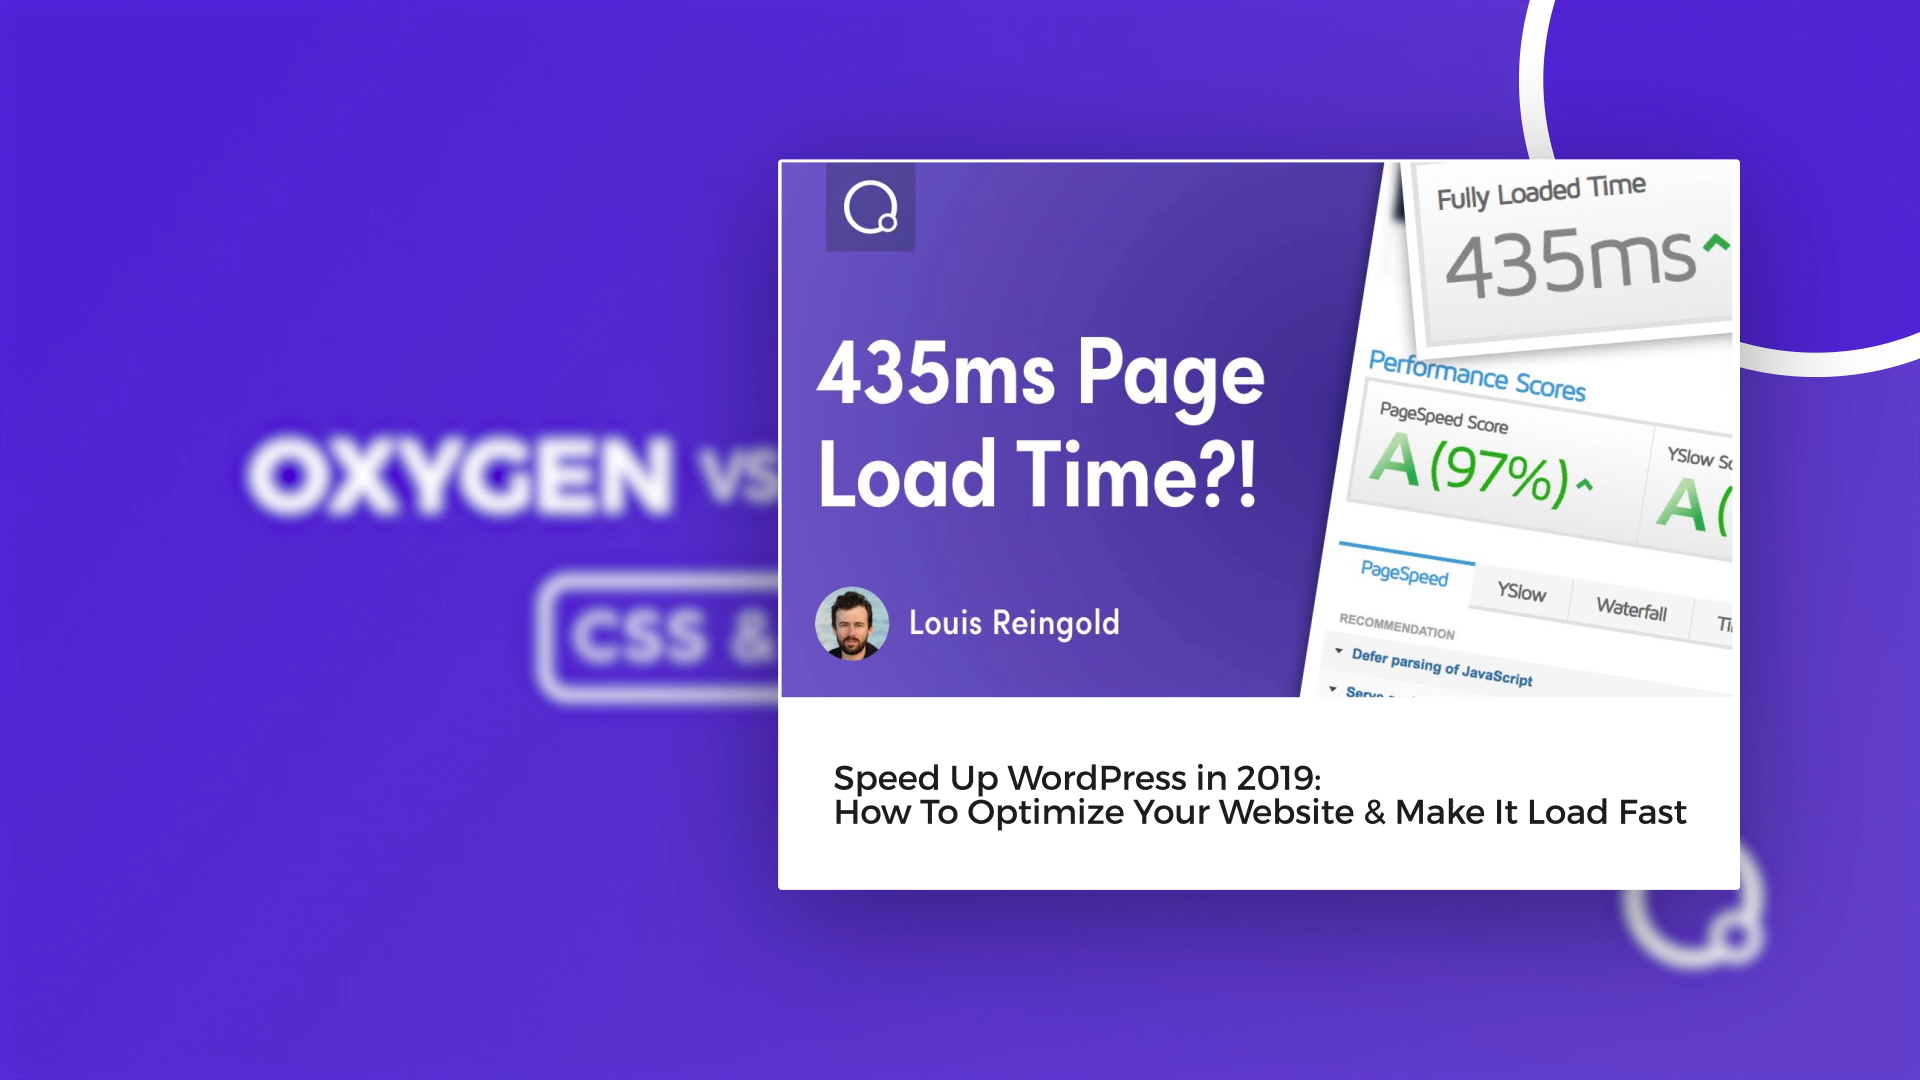 OXYGEN VS
CSS &
435ms Page
Load Time?!
Louis Reingold
Fully Loaded Time
435ms
Performance Scores
PageSpeed Score
A (97%)
YSlow
A (
PageSpeed
YSlow
Waterfall
RECOMMENDATION
Defer parsing of JavaScript
Speed Up WordPress in 2019:
How To Optimize Your Website & Make It Load Fast